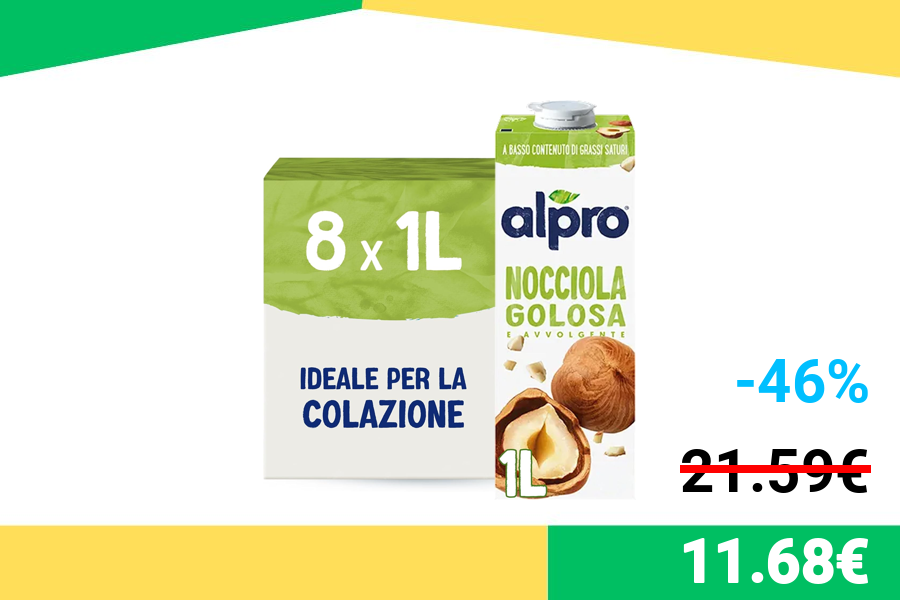 A BASSO CONTENUTO DI GRASSI SATURI
alpro®
8 x 1L
NOCCIOLA
GOLOSA
E AVVOLGENTE
IDEALE PER LA
COLAZIONE
1L
-46%
21.59€
11.68€